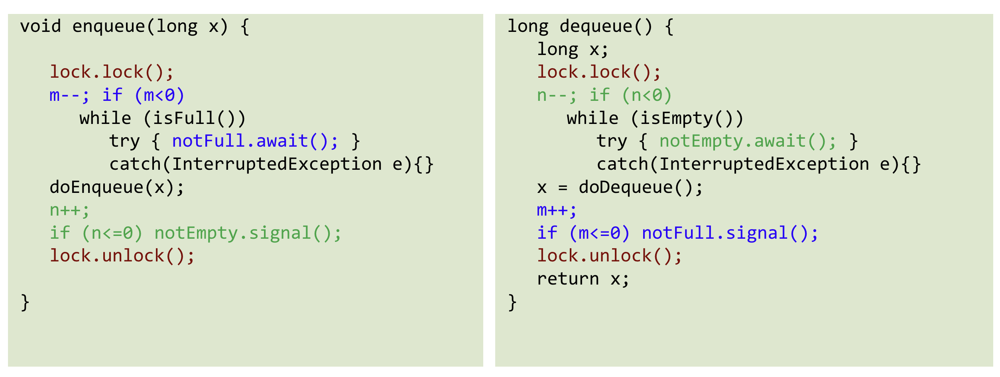 void enqueue(long x) {
lock.lock();
m--; if (m<0)
while (isFull())
try { notFull.await(); }
catch(InterruptedException e){}
doEnqueue(x);
n++;
if (n<=0) notEmpty.signal();
lock.unlock();
}
long dequeue() {
long x;
lock.lock();
n--; if (n<0)
while (isEmpty())
try { notEmpty.await(); }
catch(InterruptedException e){}
x = doDequeue();
m++;
if (m<=0) notFull.signal();
lock.unlock();
return x;
}